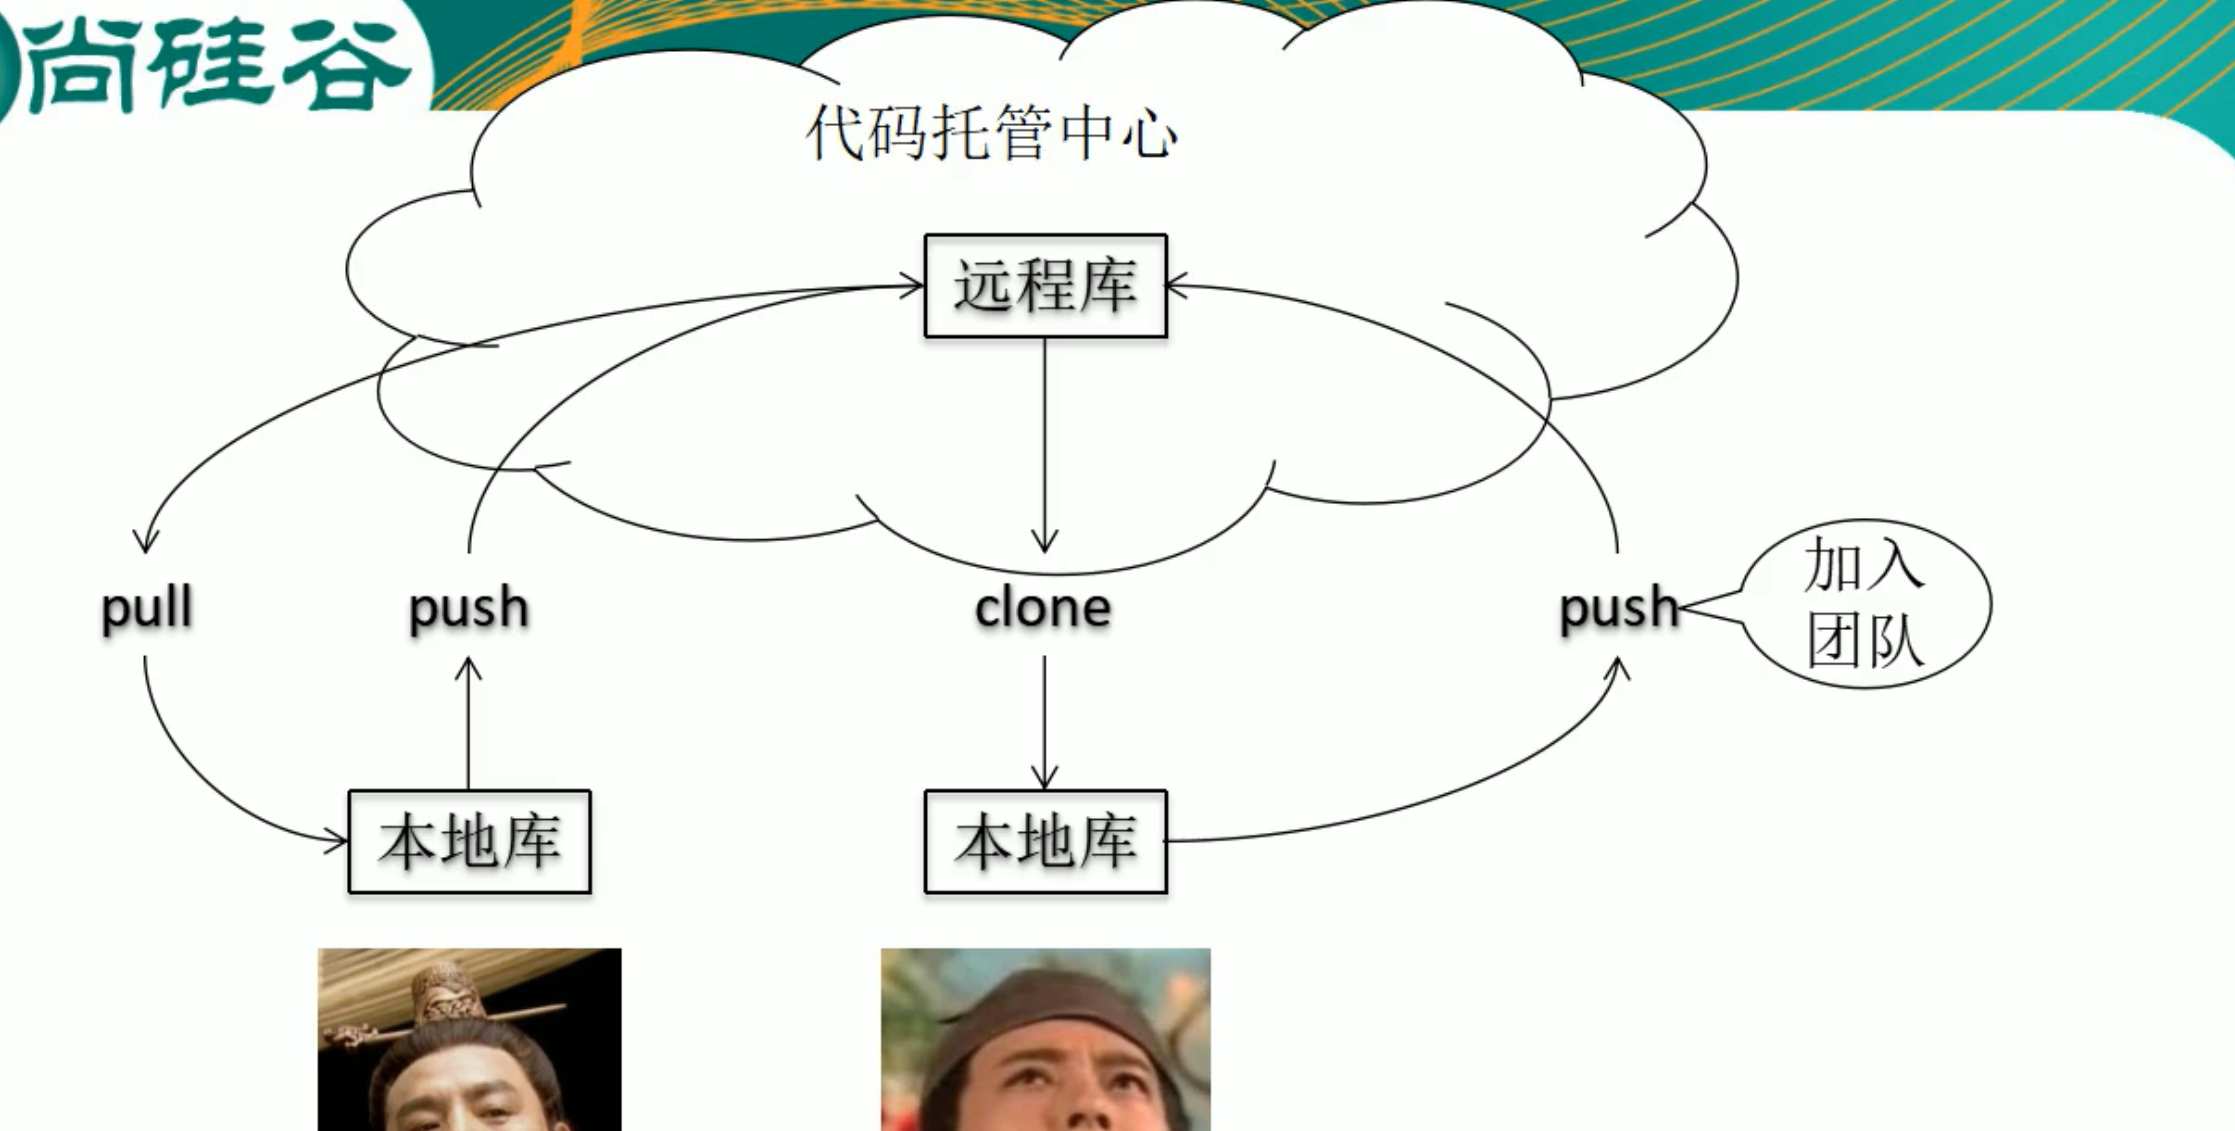 尚硅谷
代码托管中心
远程库
pull
push
clone
push
加入
团队
本地库
本地库